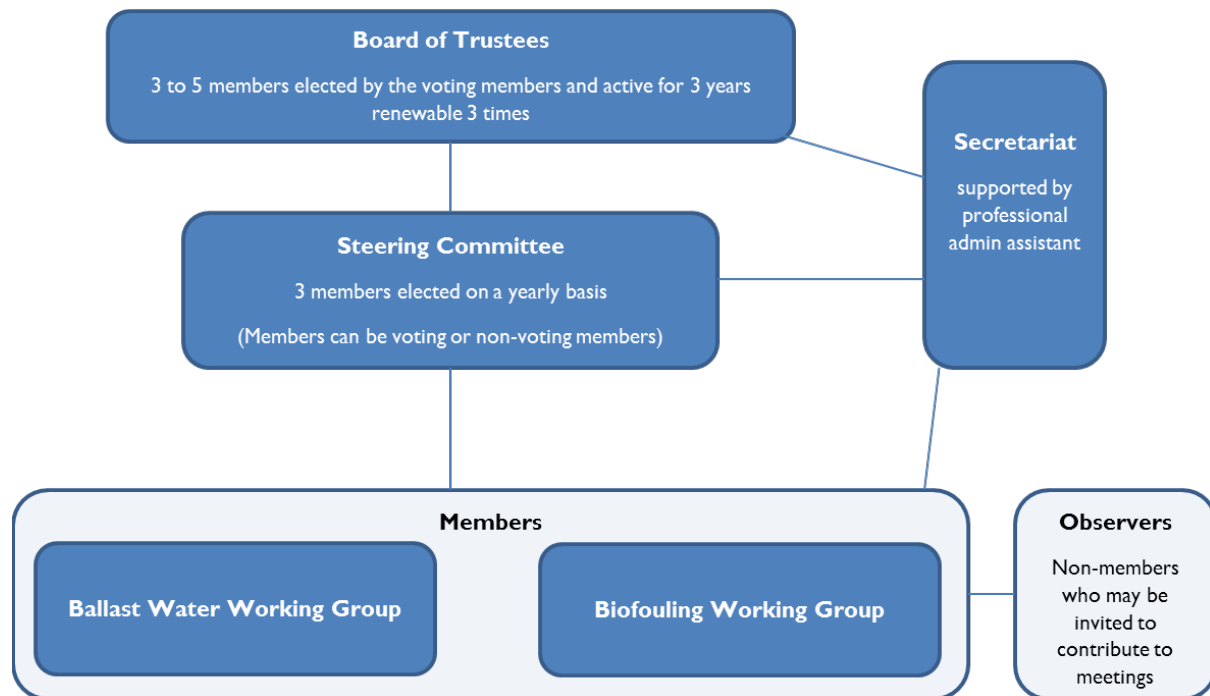 Board of Trustees
3 to 5 members elected by the voting members and active for 3 years
renewable 3 times
Secretariat
supported by
professional
admin assistant
Steering Committee
3 members elected on a yearly basis
(Members can be voting or non-voting members)
Members
Ballast Water Working Group
Biofouling Working Group
Observers
Non-members
who may be
invited to
contribute to
meetings